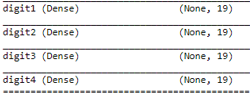 digit1 (Dense) (None, 19)
digit2 (Dense) (None, 19)
digit3 (Dense) (None, 19)
digit4 (Dense) (None, 19)